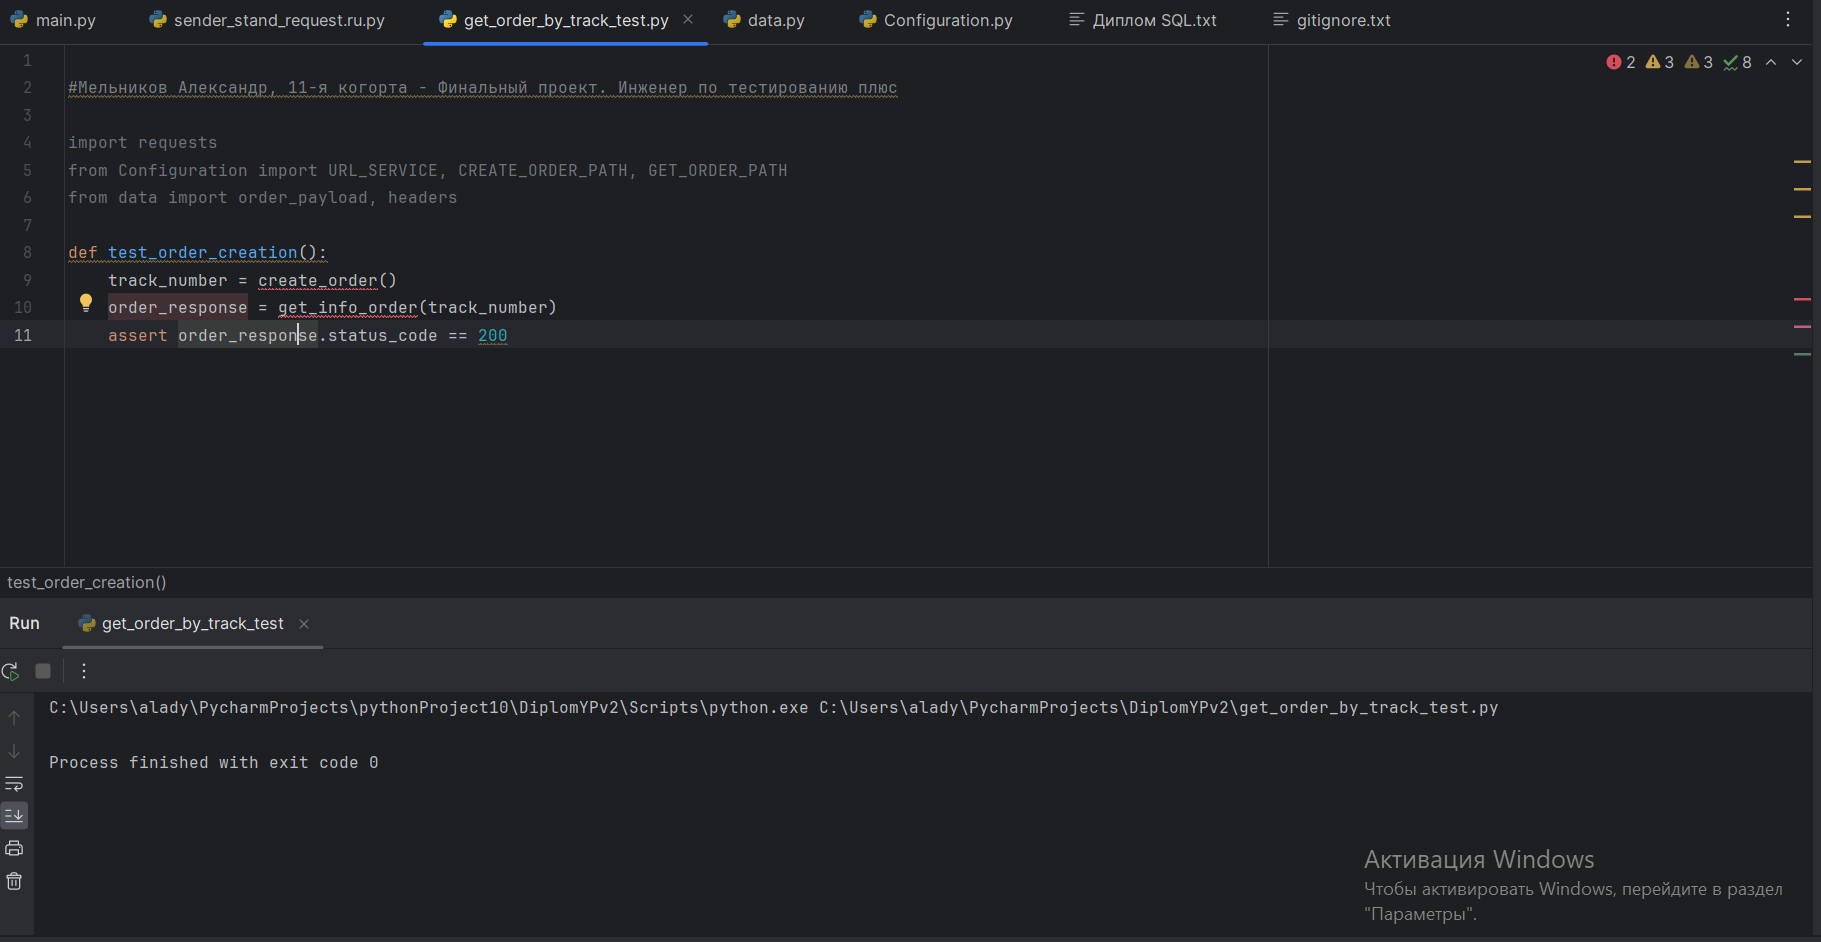 main.py sender_stand_request.ru.py get_order_by_track_test.py data.py Configuration.py Диплом SQL.txt gitignore.txt
2 3 3 8
1
2 #Мельников Александр, 11-я когорта - Финальный проект. Инженер по тестированию плюс
3
4 import requests
5 from Configuration import URL_SERVICE, CREATE_ORDER_PATH, GET_ORDER_PATH
6 from data import order_payload, headers
7
8 def test_order_creation():
9 track_number = create_order()
10 order_response = get_info_order(track_number)
11 assert order_response.status_code == 200
test_order_creation()
Run get_order_by_track_test
C:\Users\alady\PycharmProjects\pythonProject10\DiplomYPv2\Scripts\python.exe C:\Users\alady\PycharmProjects\DiplomYPv2\get_order_by_track_test.py
Process finished with exit code 0
Активация Windows
Чтобы активировать Windows, перейдите в раздел
"Параметры".